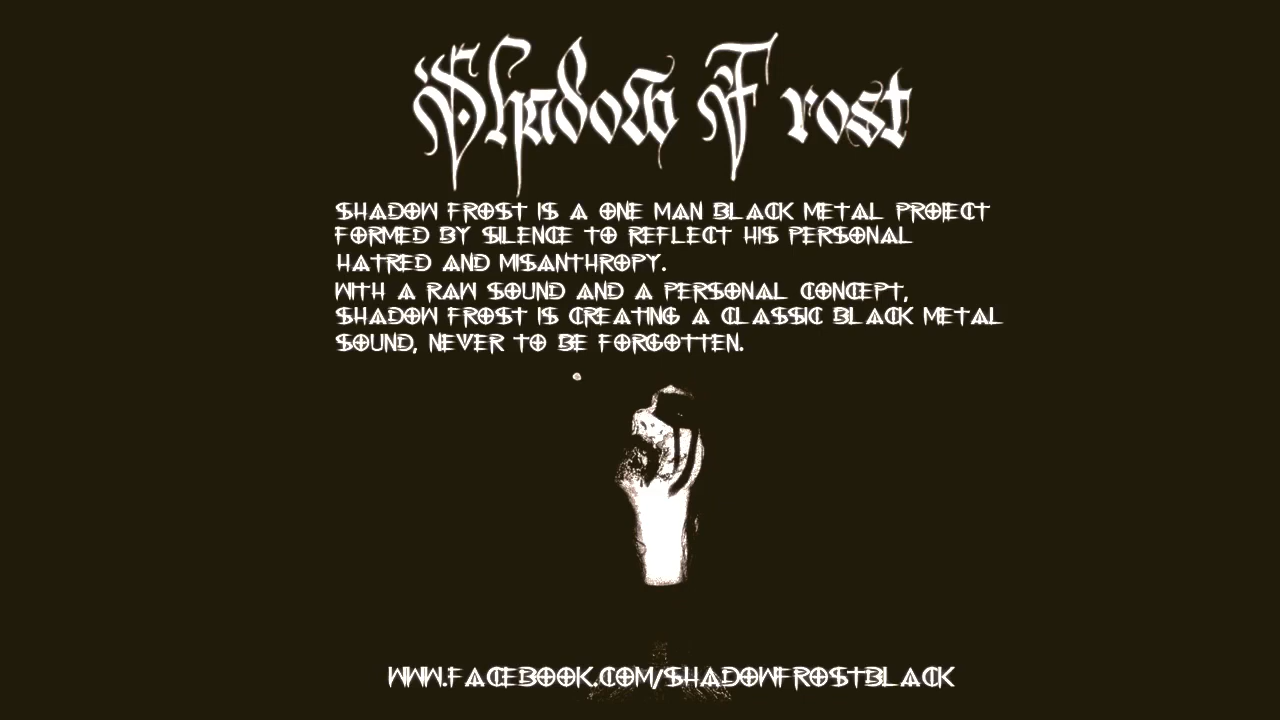 Shadow Frost
SHADOW FROST IS A ONE MAN BLACK METAL PROJECT
FORMED BY SILENCE TO REFLECT HIS PERSONAL
HATRED AND MISANTHROPY.
WITH A RAW SOUND AND A PERSONAL CONCEPT,
SHADOW FROST IS CREATING A CLASSIC BLACK METAL
SOUND, NEVER TO BE FORGOTTEN.
WWW.FACEBOOK.COM/SHADOWFROSTBLACK